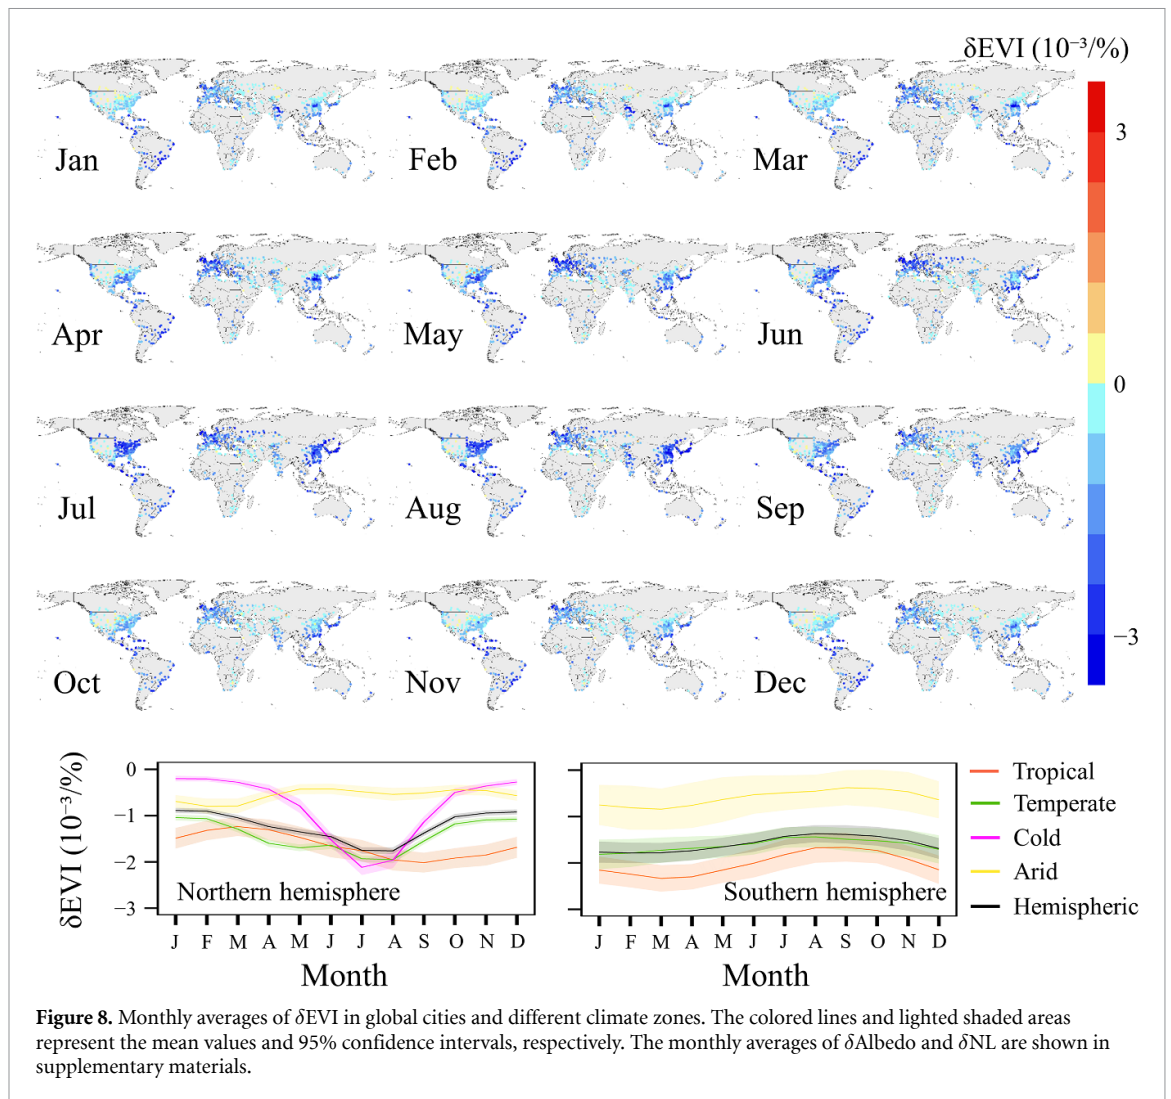 δEVI (10⁻³/%)
3
0
−3
Jan
Feb
Mar
Apr
May
Jun
Jul
Aug
Sep
Oct
Nov
Dec
δEVI (10⁻³/%)
0
−1
−2
−3
Northern hemisphere
J F M A M J J A S O N D
Month
Southern hemisphere
J F M A M J J A S O N D
Month
Tropical
Temperate
Cold
Arid
Hemispheric
Figure 8. Monthly averages of δEVI in global cities and different climate zones. The colored lines and lighted shaded areas
represent the mean values and 95% confidence intervals, respectively. The monthly averages of δAlbedo and δNL are shown in
supplementary materials.